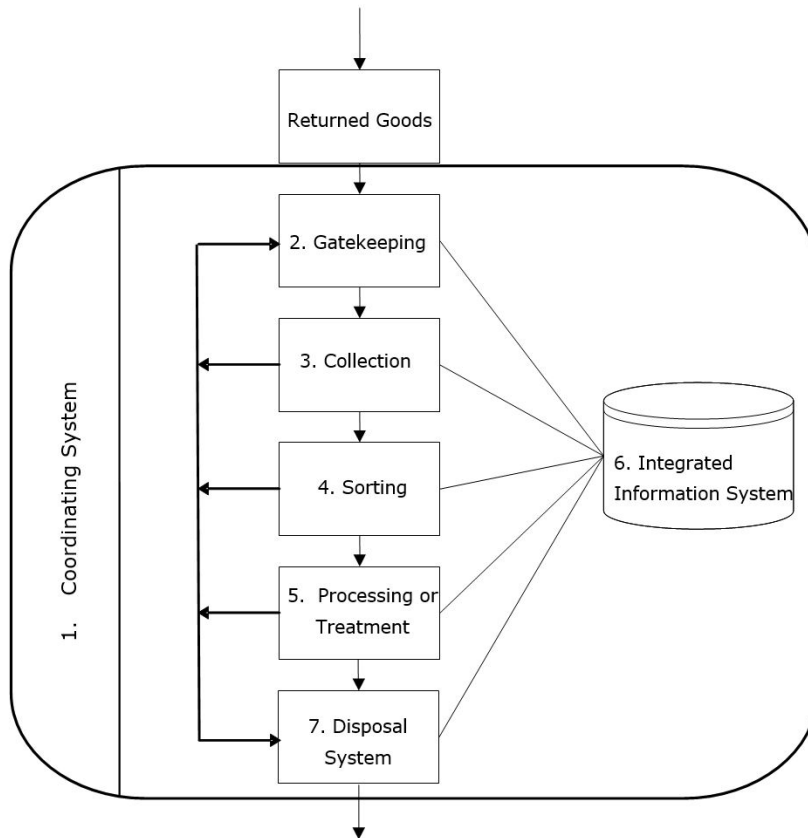 Returned Goods
2. Gatekeeping
3. Collection
4. Sorting
5. Processing or
Treatment
7. Disposal
System
1. Coordinating System
6. Integrated
Information System